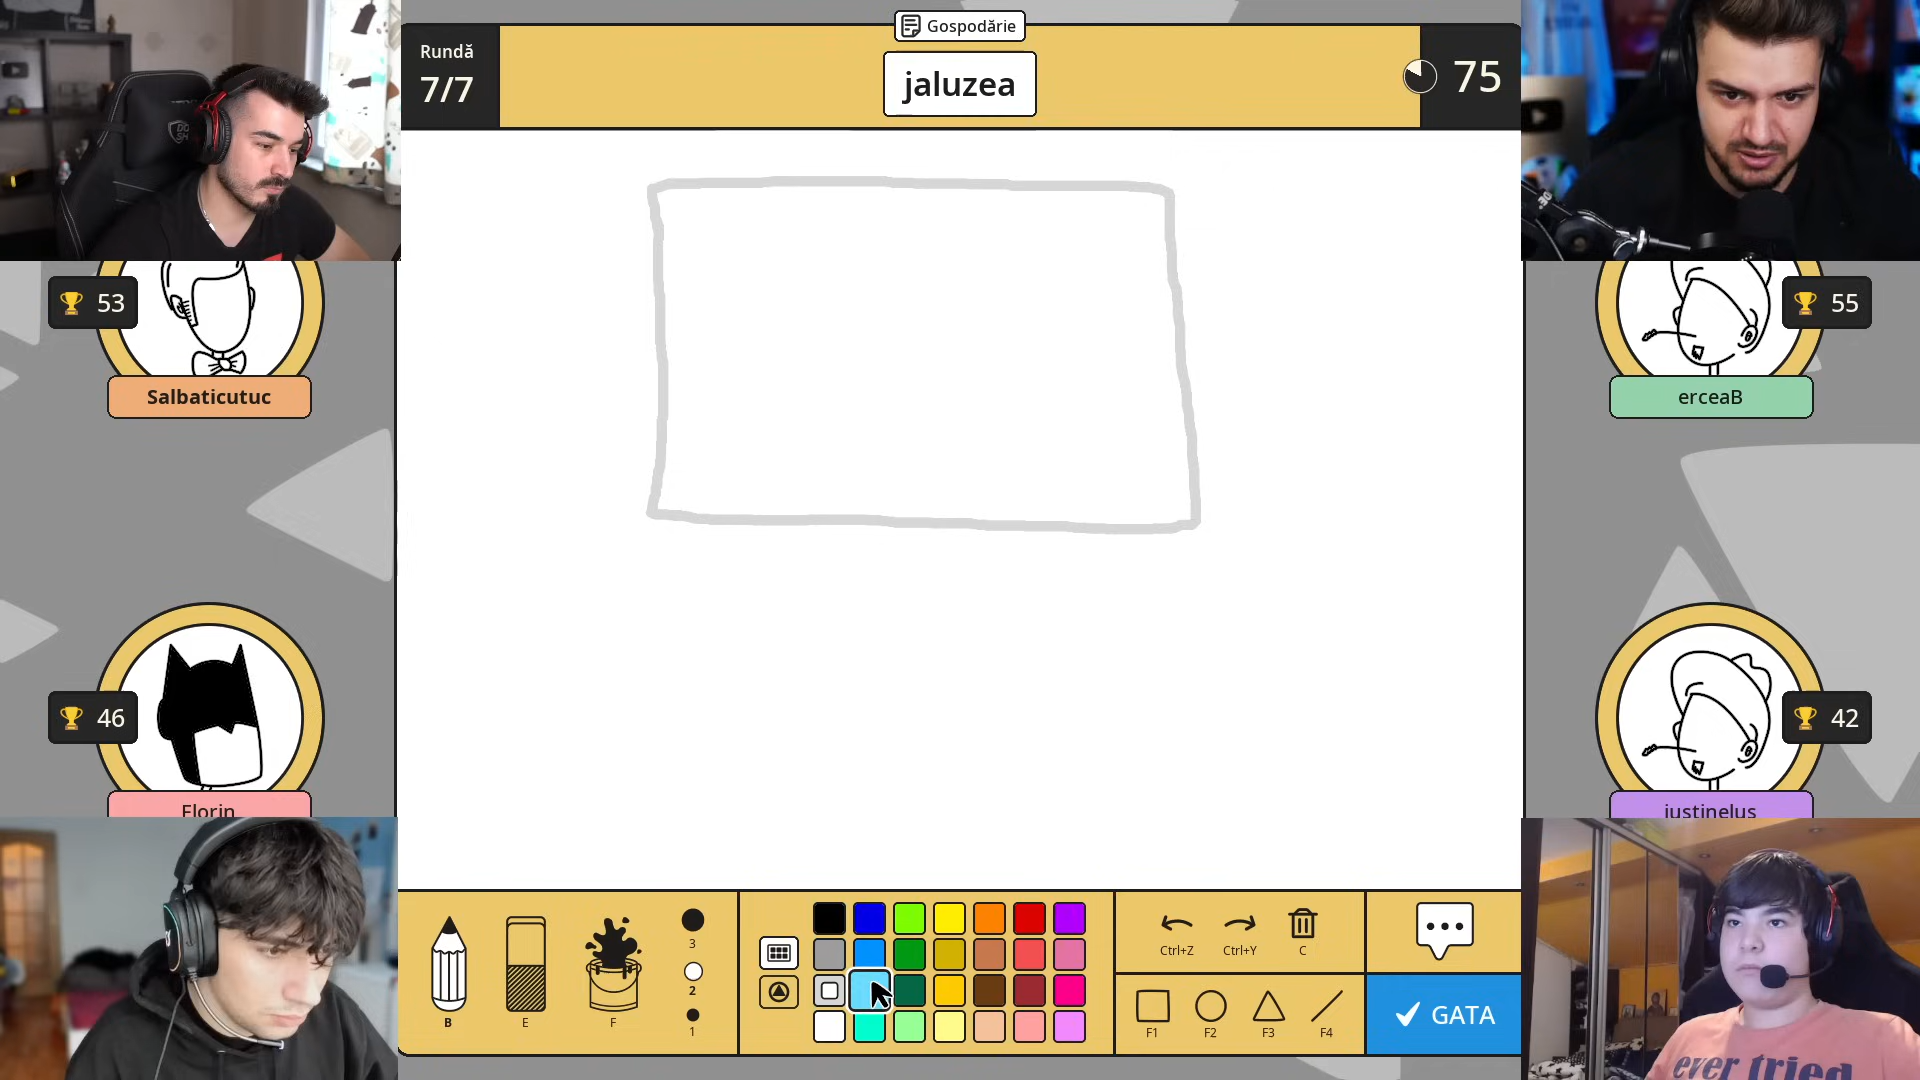 Gospodărie
Rundă
7/7
jaluzea
75
53
55
Salbaticutuc
erceaB
46
42
Florin
iustinelus
3
2
1
B
E
F
Ctrl+Z
Ctrl+Y
C
F1
F2
F3
F4
GATA
ever tried